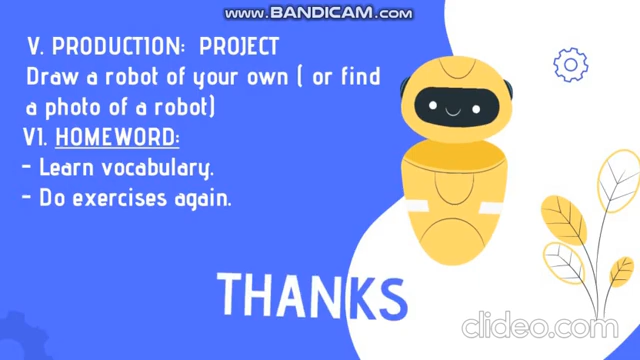 www.BANDICAM.com
V. PRODUCTION: PROJECT
Draw a robot of your own ( or find
a photo of a robot)
V1. HOMEWORD:
- Learn vocabulary.
- Do exercises again.
THANKS
clideo.com